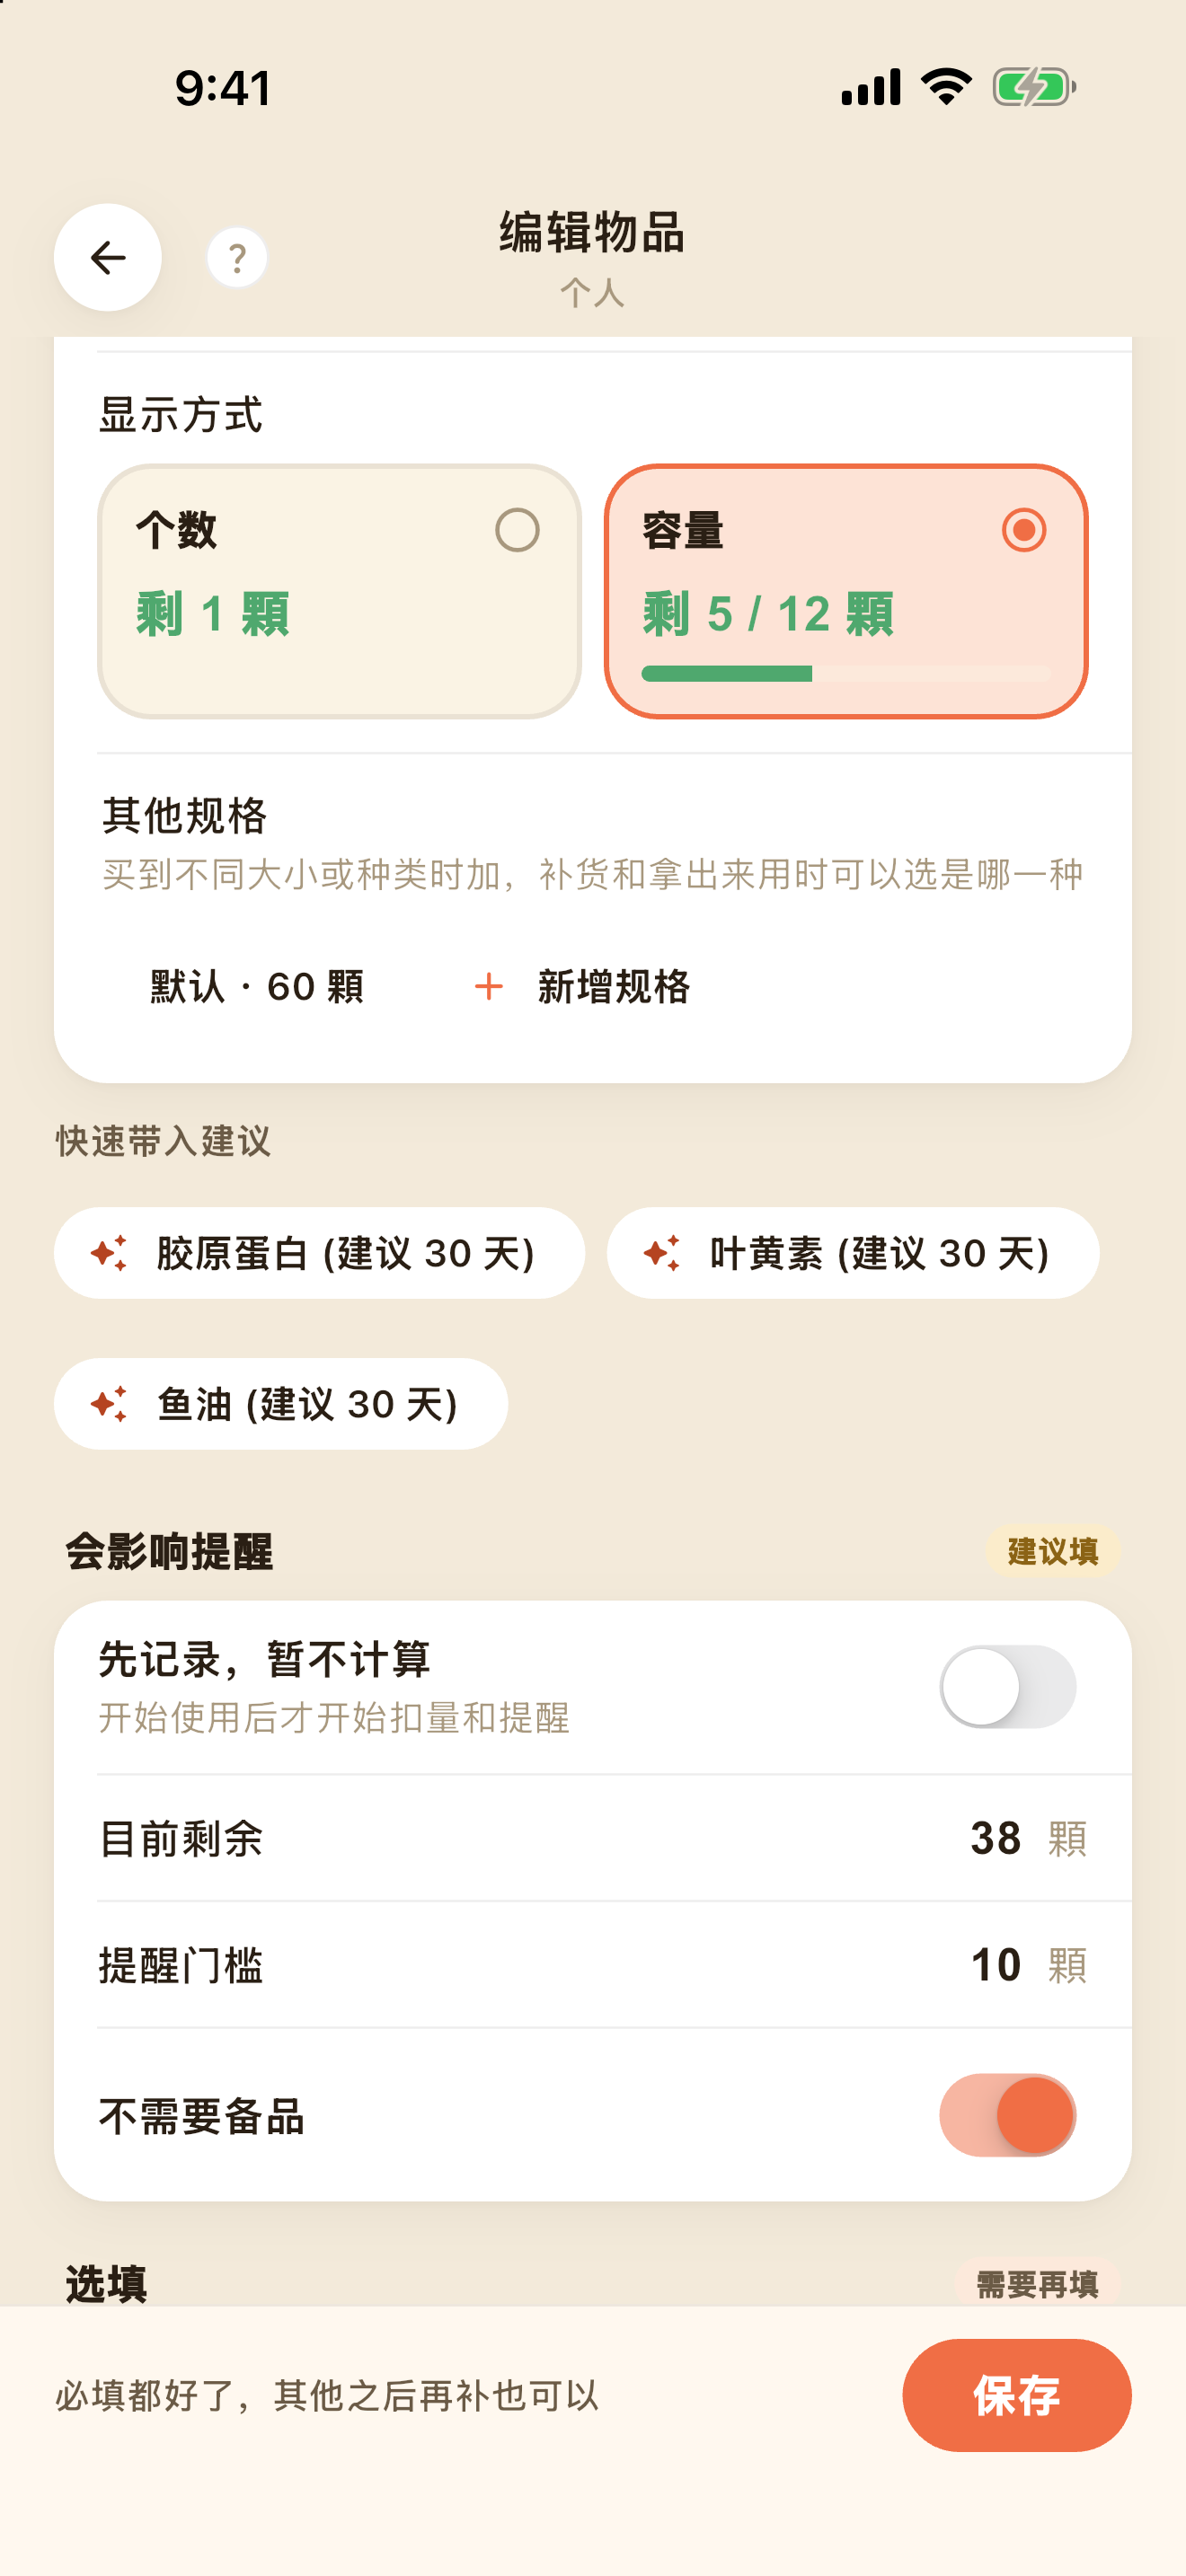 9:41
?
编辑物品
个人
显示方式
个数
剩 1 顆
容量
剩 5 / 12 顆
其他规格
买到不同大小或种类时加，补货和拿出来用时可以选是哪一种
默认 · 60 顆
+ 新增规格
快速带入建议
胶原蛋白 (建议 30 天)
叶黄素 (建议 30 天)
鱼油 (建议 30 天)
会影响提醒
建议填
先记录，暂不计算
开始使用后才开始扣量和提醒
目前剩余
38 顆
提醒门槛
10 顆
不需要备品
选填
需要再填
必填都好了，其他之后再补也可以
保存